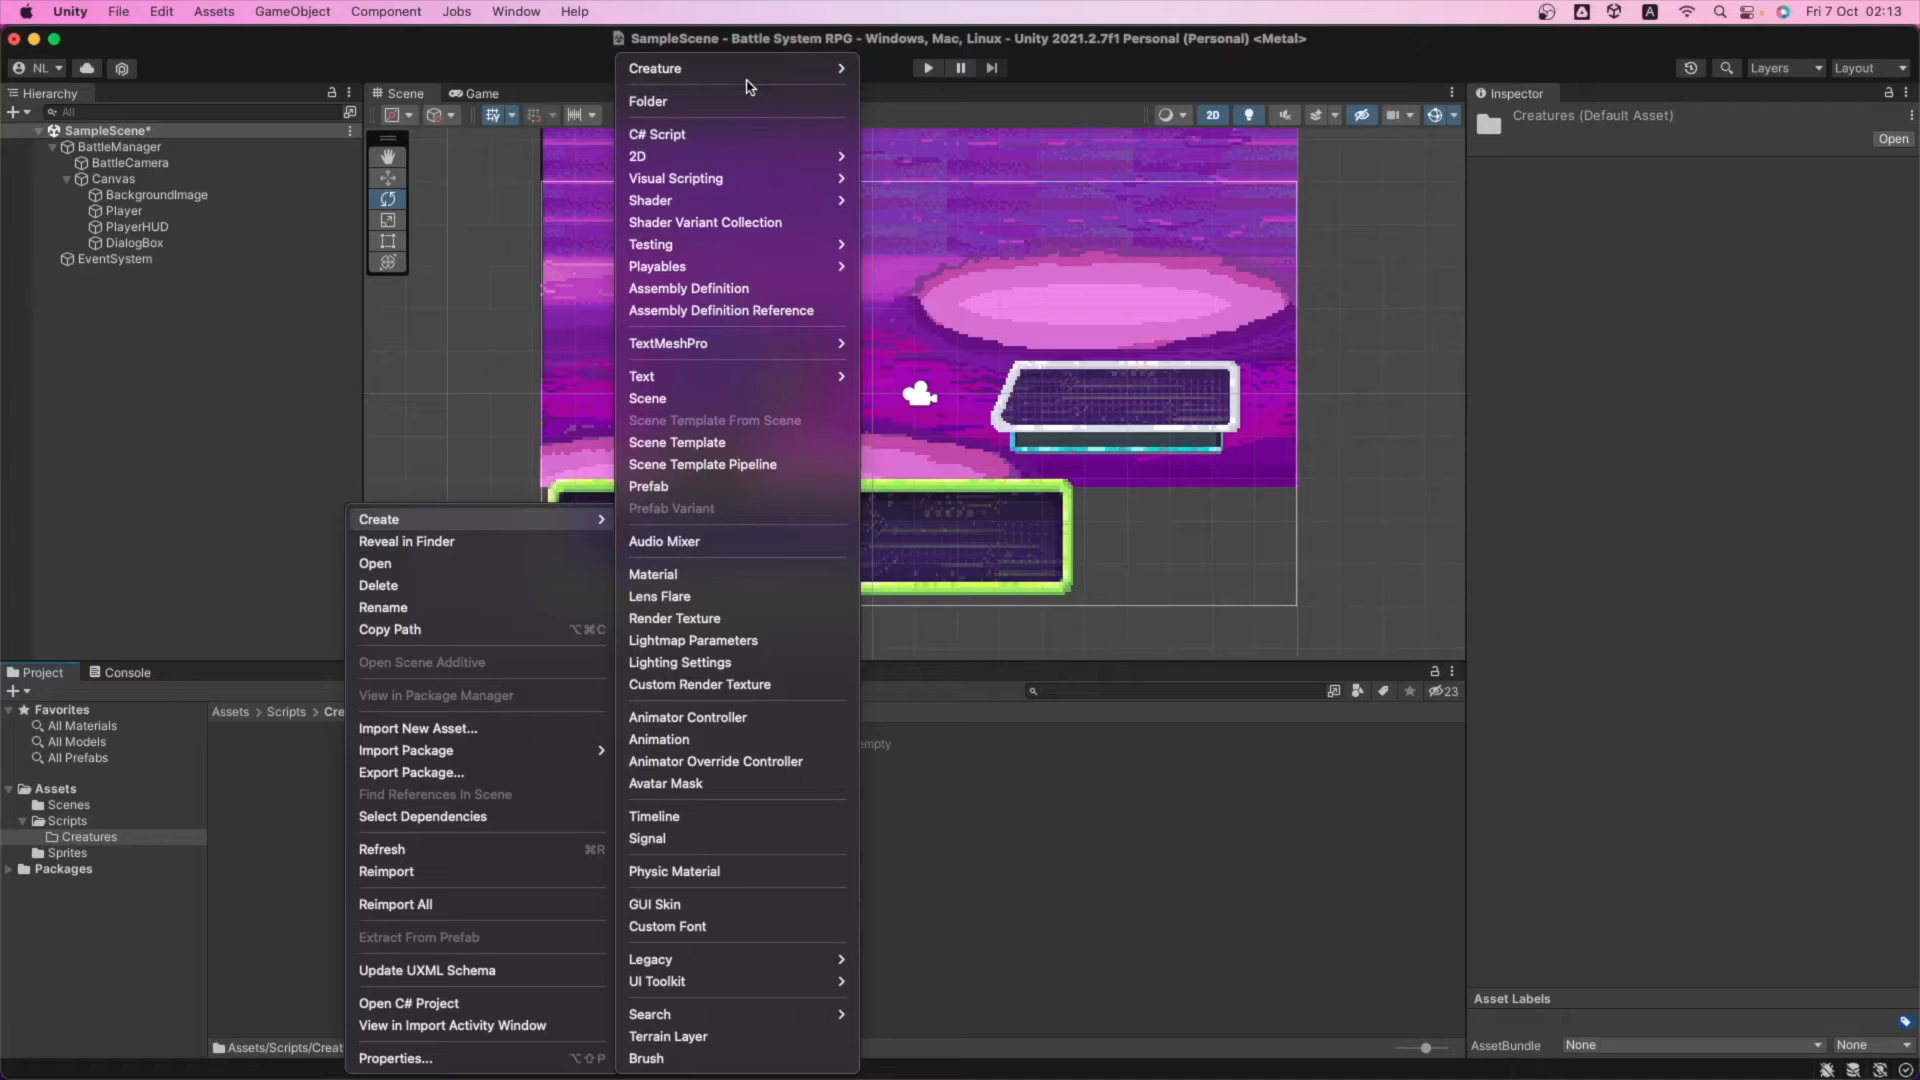 Unity File Edit Assets GameObject Component Jobs Window Help
A
Fri 7 Oct 02:13
SampleScene - Battle System RPG - Windows, Mac, Linux - Unity 2021.2.7f1 Personal (Personal) <Metal>
NL
Layers
Layout
Hierarchy
All
SampleScene*
BattleManager
BattleCamera
Canvas
BackgroundImage
Player
PlayerHUD
DialogBox
EventSystem
Scene
Game
2D
Inspector
Creatures (Default Asset)
Open
Creature
Folder
C# Script
2D
Visual Scripting
Shader
Shader Variant Collection
Testing
Playables
Assembly Definition
Assembly Definition Reference
TextMeshPro
Text
Scene
Scene Template From Scene
Scene Template
Scene Template Pipeline
Prefab
Prefab Variant
Audio Mixer
Material
Lens Flare
Render Texture
Lightmap Parameters
Lighting Settings
Custom Render Texture
Animator Controller
Animation
Animator Override Controller
Avatar Mask
Timeline
Signal
Physic Material
GUI Skin
Custom Font
Legacy
UI Toolkit
Search
Terrain Layer
Brush
Create
Reveal in Finder
Open
Delete
Rename
Copy Path ⌥⌘C
Open Scene Additive
View in Package Manager
Import New Asset...
Import Package
Export Package...
Find References In Scene
Select Dependencies
Refresh ⌘R
Reimport
Reimport All
Extract From Prefab
Update UXML Schema
Open C# Project
View in Import Activity Window
Properties... ⌥⇧P
Project
Console
Favorites
All Materials
All Models
All Prefabs
Assets
Scenes
Scripts
Creatures
Sprites
Packages
Assets > Scripts > Cre
empty
23
Assets/Scripts/Creat
Asset Labels
AssetBundle None None